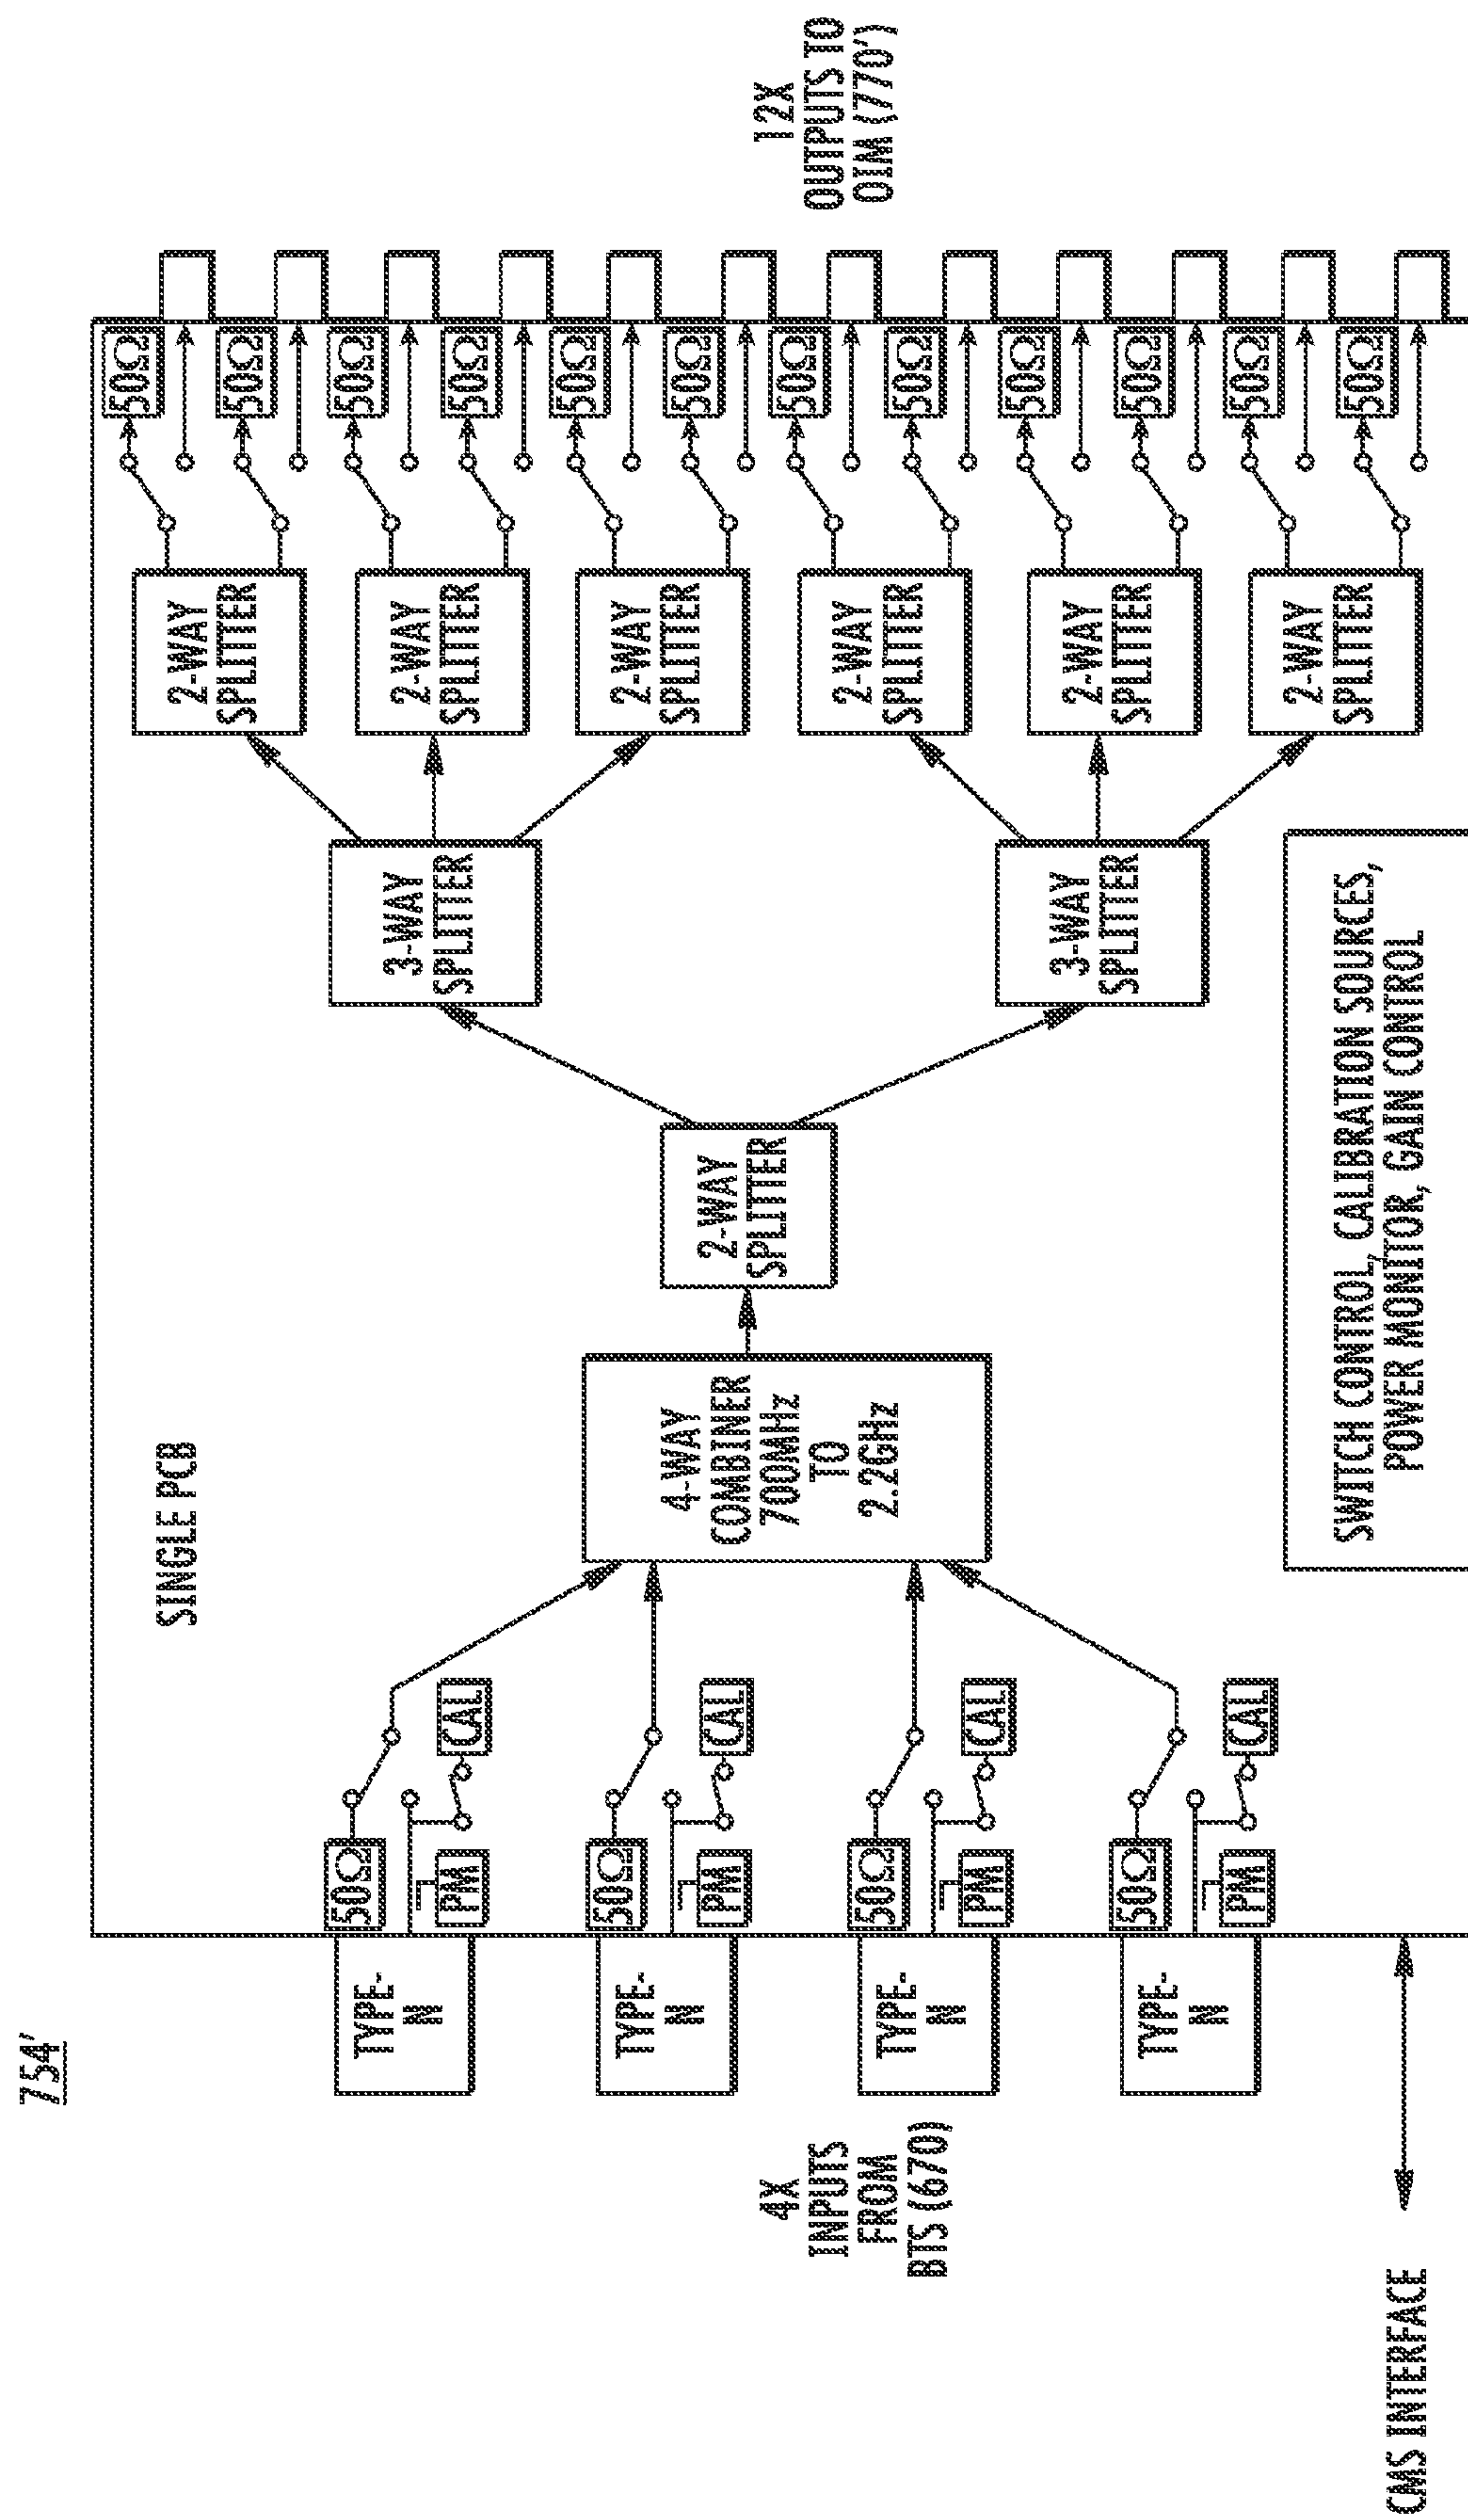 754'
SINGLE PCB
4X
INPUTS
FROM
BTS (670)
TYPE-
N
TYPE-
N
TYPE-
N
TYPE-
N
50Ω
PM
CAL
50Ω
PM
CAL
50Ω
PM
CAL
50Ω
PM
CAL
4-WAY
COMBINER
700MHz
TO
2.2GHz
2-WAY
SPLITTER
3-WAY
SPLITTER
3-WAY
SPLITTER
2-WAY
SPLITTER
2-WAY
SPLITTER
2-WAY
SPLITTER
2-WAY
SPLITTER
2-WAY
SPLITTER
2-WAY
SPLITTER
50Ω
50Ω
50Ω
50Ω
50Ω
50Ω
50Ω
50Ω
50Ω
50Ω
50Ω
50Ω
12X
OUTPUTS TO
OIM (770')
SWITCH CONTROL, CALIBRATION SOURCES,
POWER MONITOR, GAIN CONTROL
CMS INTERFACE